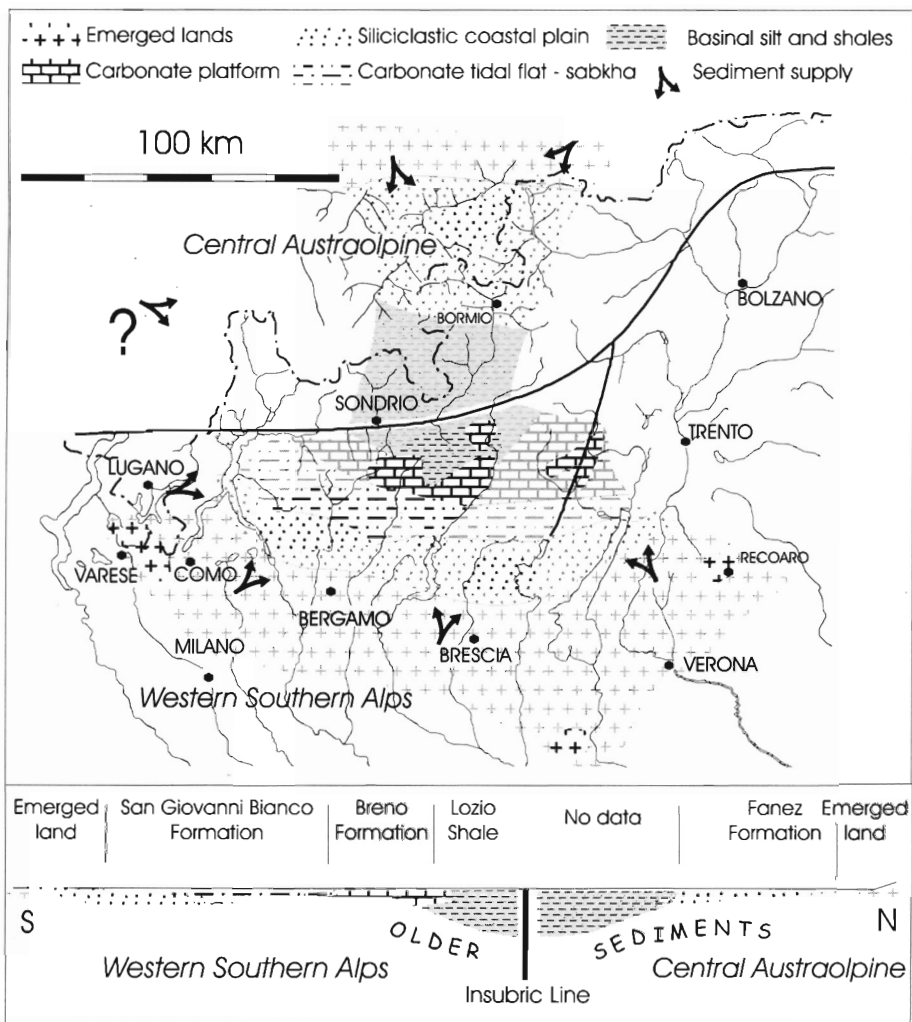 Emerged lands
Siliciclastic coastal plain
Basinal silt and shales
Carbonate platform
Carbonate tidal flat - sabkha
Sediment supply
100 km
Central Austraolpine
BOLZANO
BORMIO
?
SONDRIO
TRENTO
LUGANO
RECOARO
VARESE
COMO
BERGAMO
MILANO
BRESCIA
VERONA
Western Southern Alps
Emerged
land
San Giovanni Bianco
Formation
Breno
Formation
Lozio
Shale
No data
Fanez
Formation
Emerged
land
S
OLDER
SEDIMENTS
N
Western Southern Alps
Central Austraolpine
Insubric Line